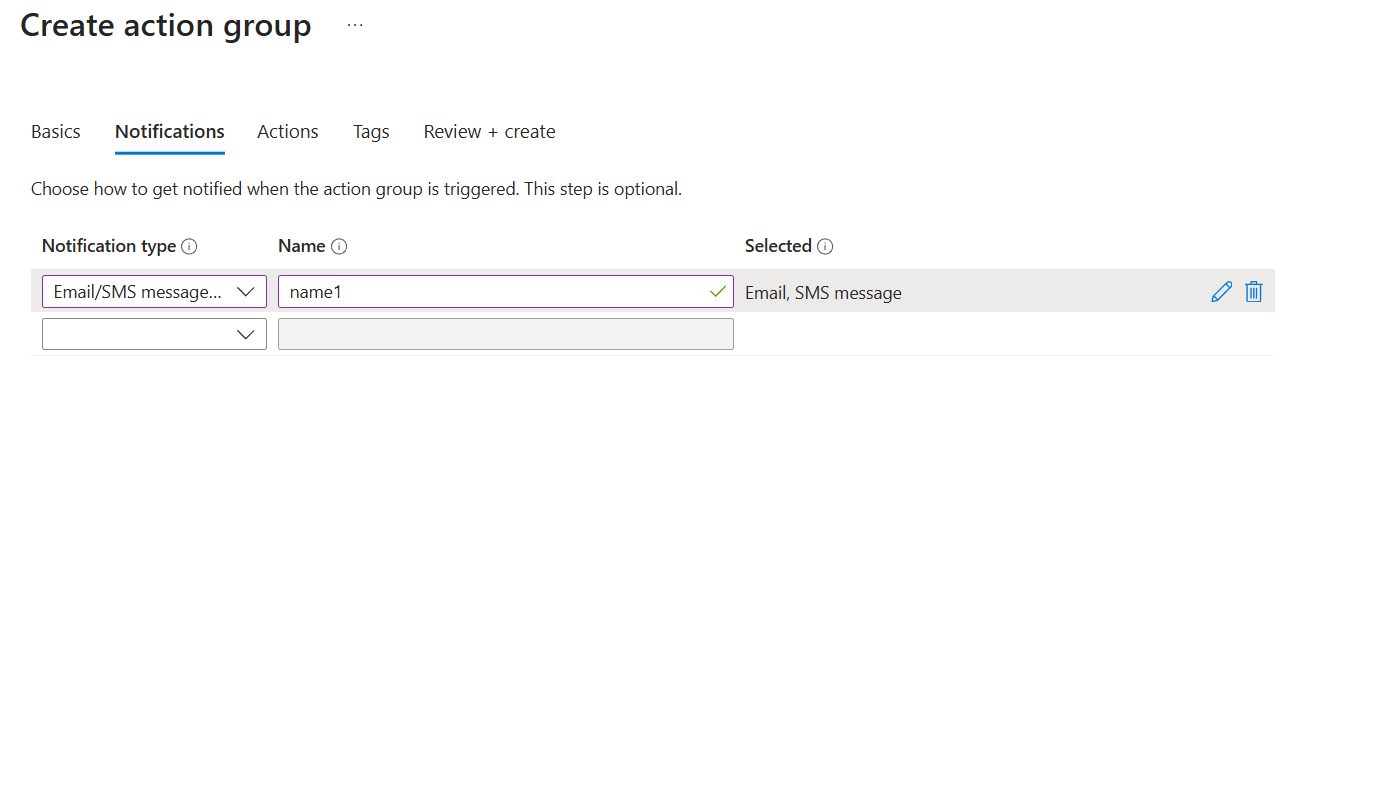 Create action group ...
Basics Notifications Actions Tags Review + create
Choose how to get notified when the action group is triggered. This step is optional.
Notification type Name Selected
Email/SMS message... name1 Email, SMS message